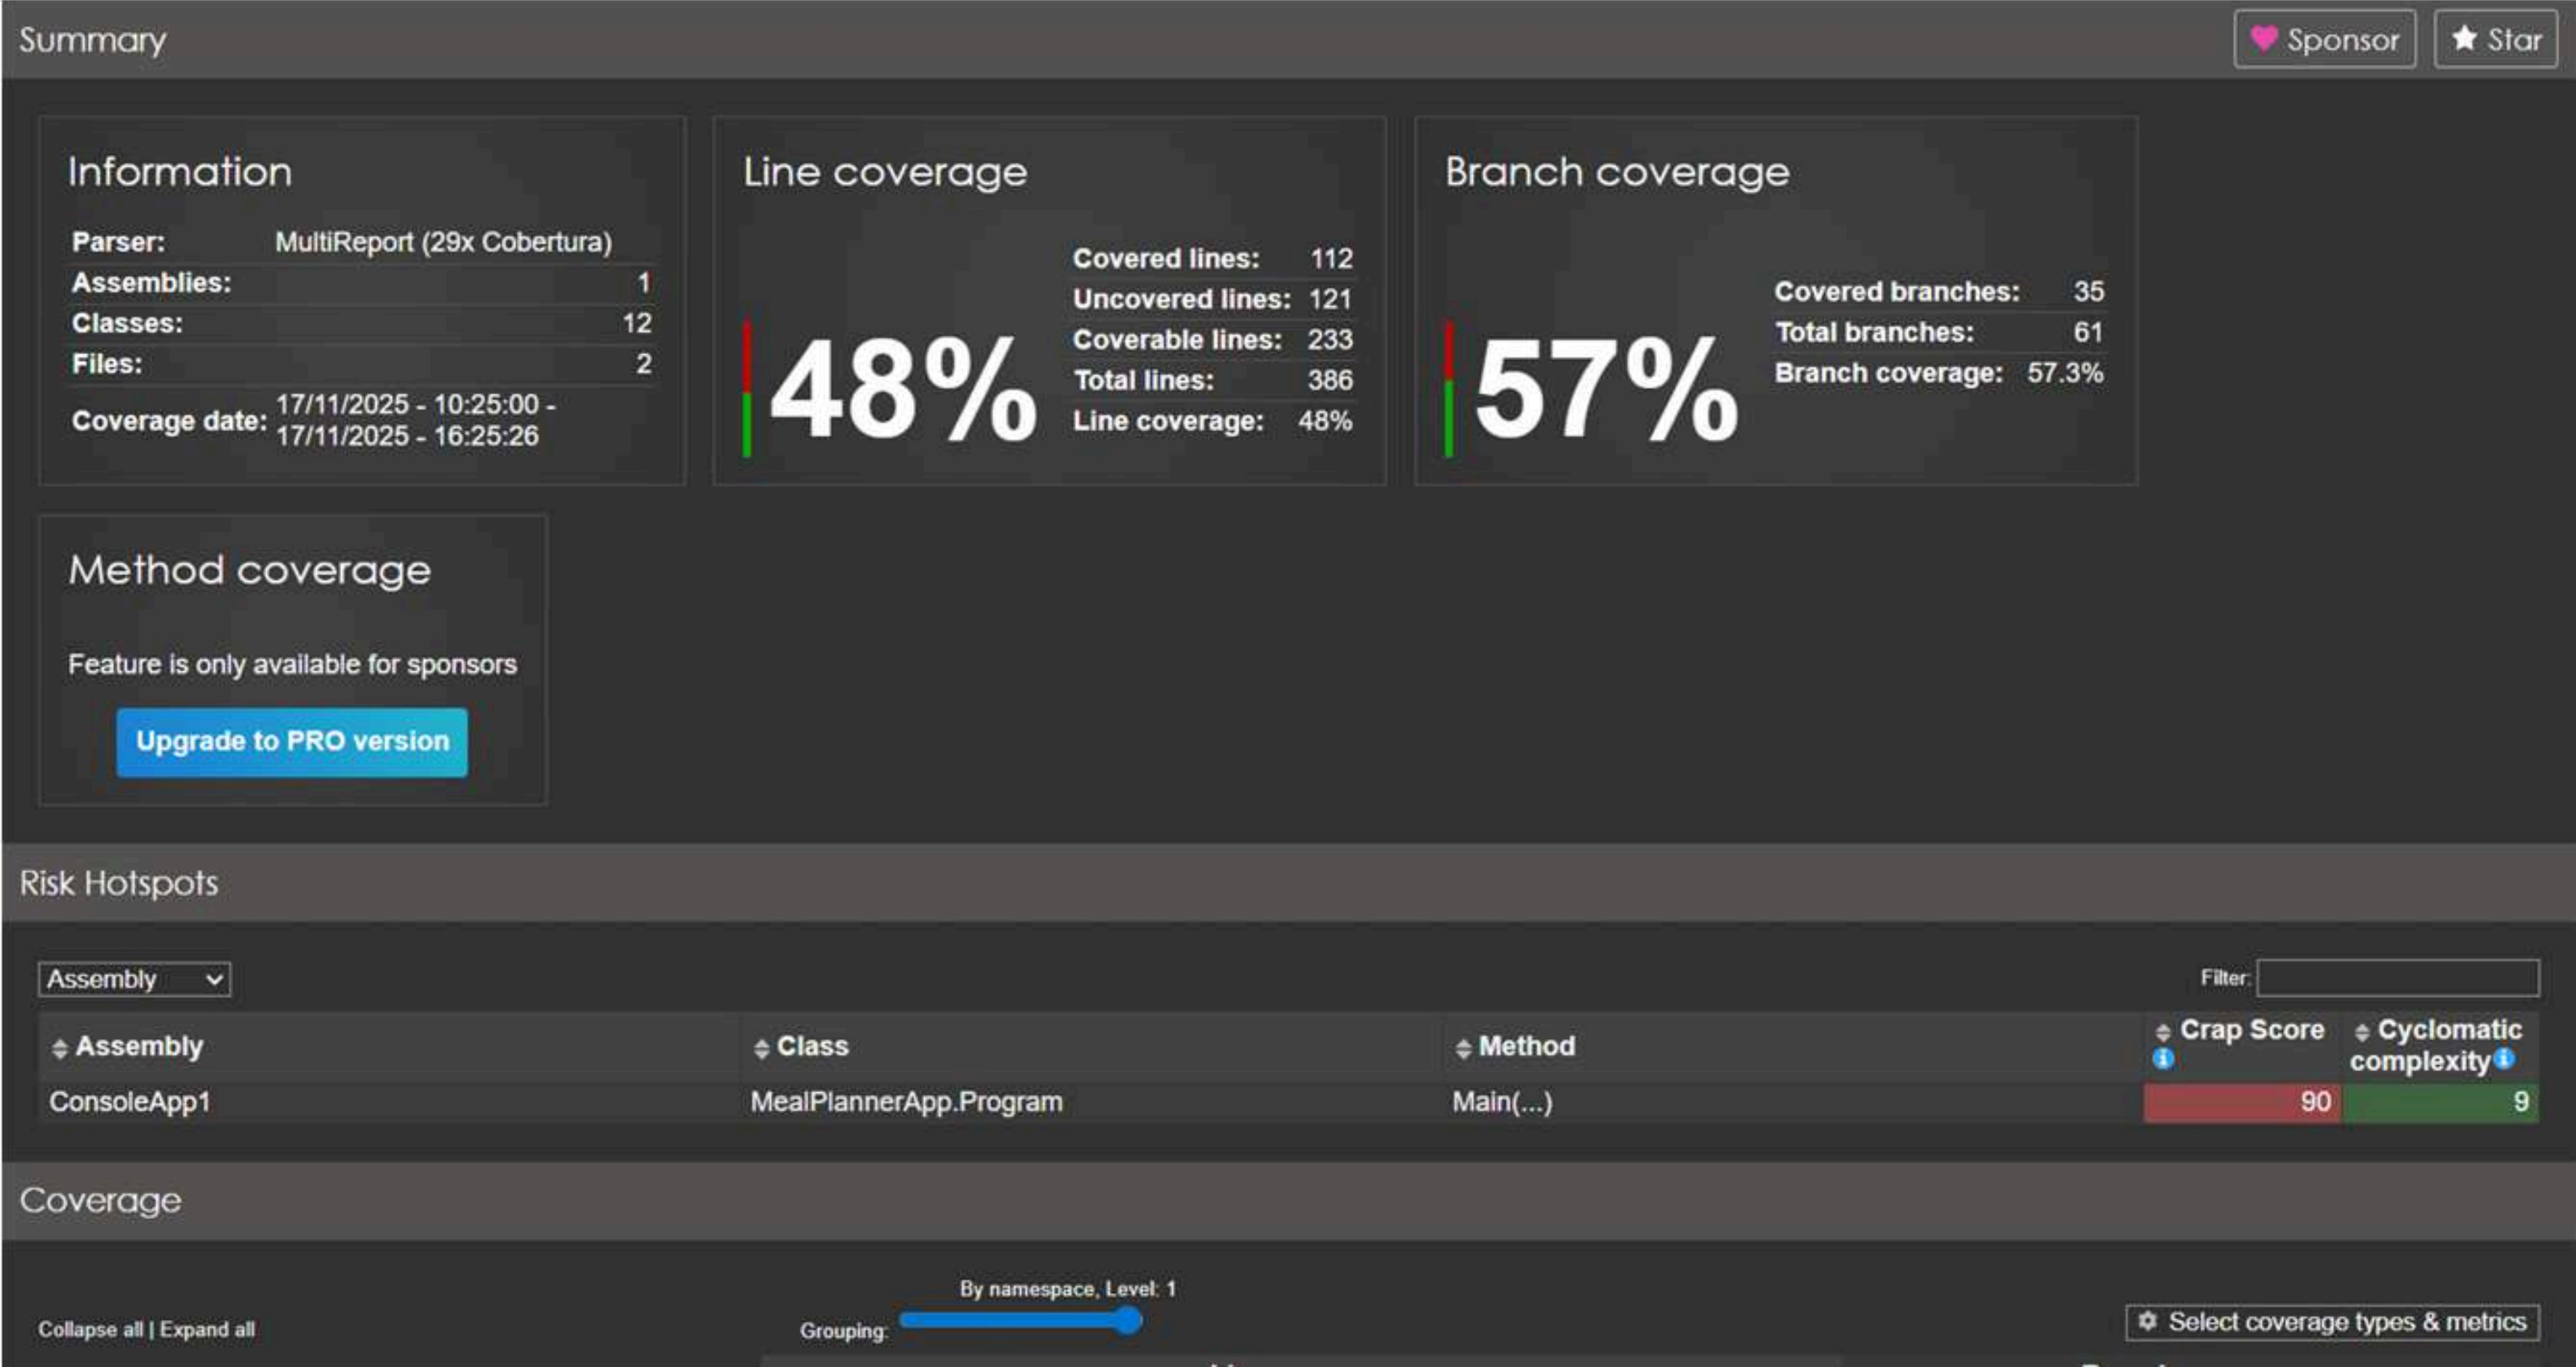 Summary
Sponsor
Star
Information
Parser: MultiReport (29x Cobertura)
Assemblies: 1
Classes: 12
Files: 2
Coverage date: 17/11/2025 - 10:25:00 -
17/11/2025 - 16:25:26
Line coverage
48%
Covered lines: 112
Uncovered lines: 121
Coverable lines: 233
Total lines: 386
Line coverage: 48%
Branch coverage
57%
Covered branches: 35
Total branches: 61
Branch coverage: 57.3%
Method coverage
Feature is only available for sponsors
Upgrade to PRO version
Risk Hotspots
Assembly
Filter:
Assembly Class Method Crap Score Cyclomatic
complexity
ConsoleApp1 MealPlannerApp.Program Main(...) 90 9
Coverage
By namespace, Level: 1
Collapse all | Expand all
Grouping:
Select coverage types & metrics